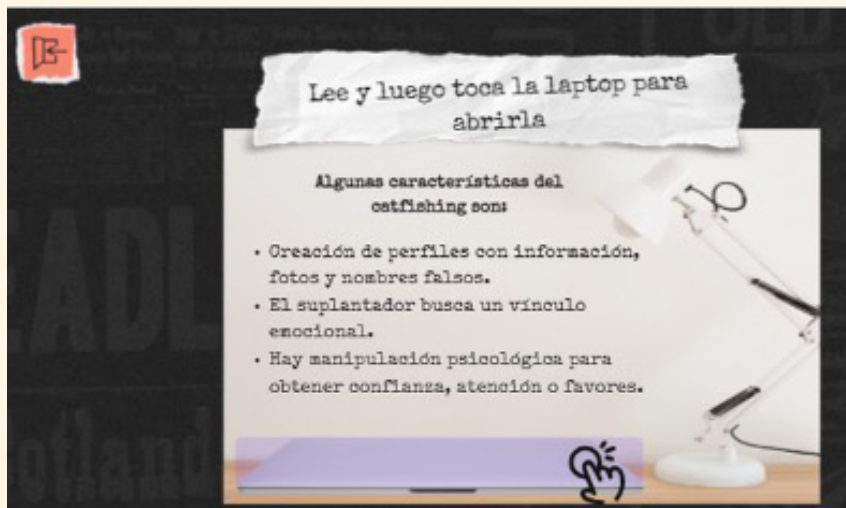 Lee y luego toca la laptop para
abrirla
Algunas características del
catfishing son:
• Creación de perfiles con información,
fotos y nombres falsos.
• El suplantador busca un vínculo
emocional.
• Hay manipulación psicológica para
obtener confianza, atención o favores.